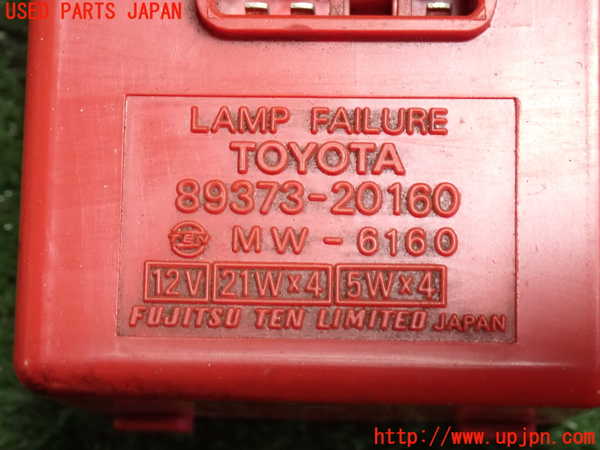 USED PARTS JAPAN
LAMP FAILURE
TOYOTA
89373-20160
TEN MW-6160
12V 21W×4 5W×4
FUJITSU TEN LIMITED JAPAN
http://www.upjpn.com/